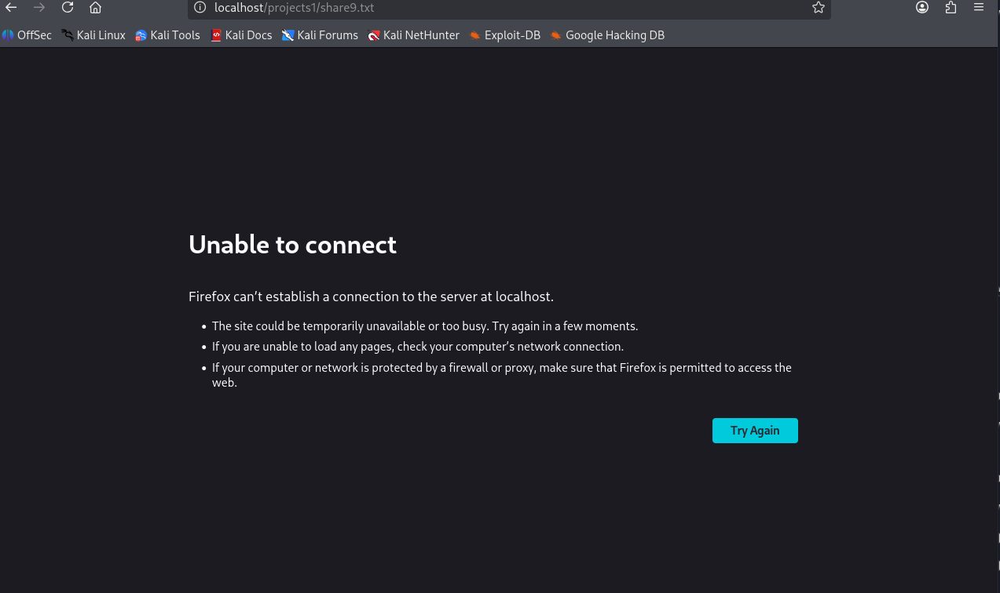 localhost/projects1/share9.txt
OffSec Kali Linux Kali Tools Kali Docs Kali Forums Kali NetHunter Exploit-DB Google Hacking DB
Unable to connect
Firefox can’t establish a connection to the server at localhost.
• The site could be temporarily unavailable or too busy. Try again in a few moments.
• If you are unable to load any pages, check your computer’s network connection.
• If your computer or network is protected by a firewall or proxy, make sure that Firefox is permitted to access the
web.
Try Again